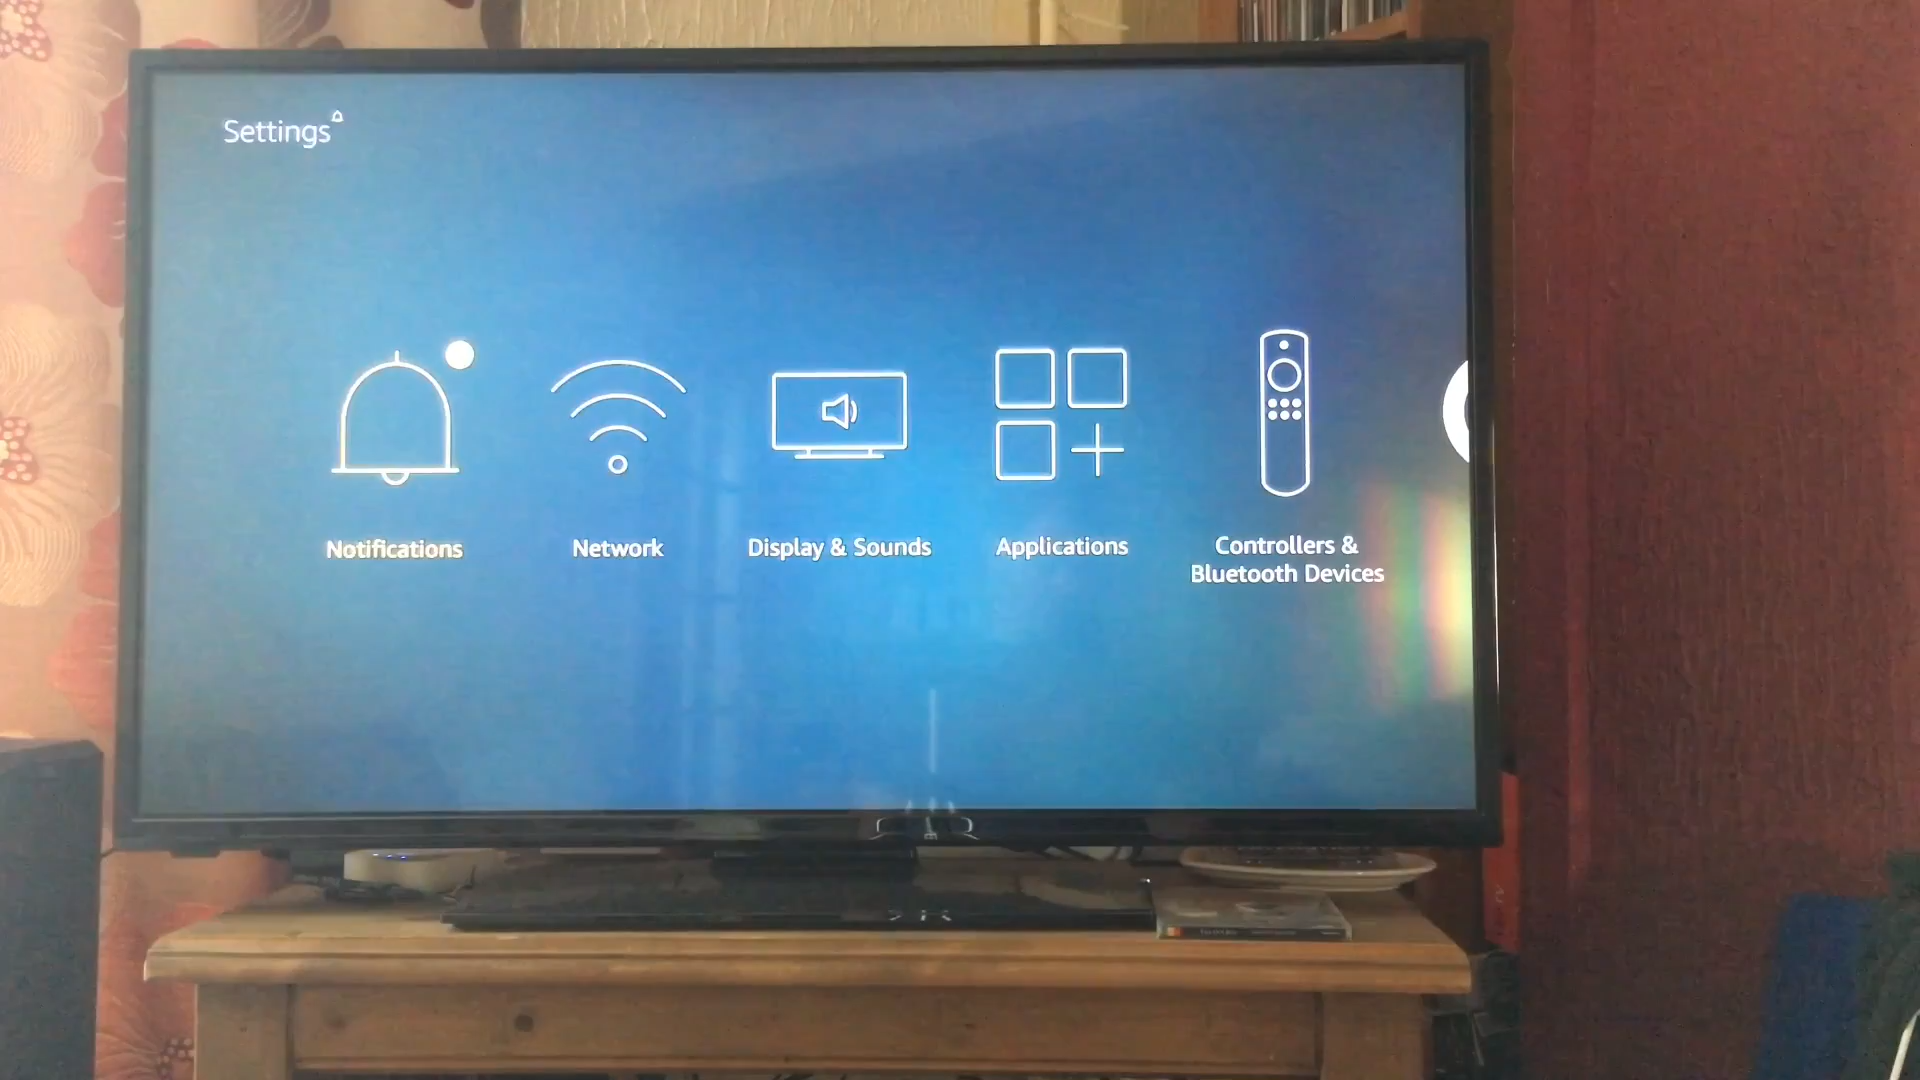 Settings
Notifications
Network
Display & Sounds
Applications
Controllers &
Bluetooth Devices